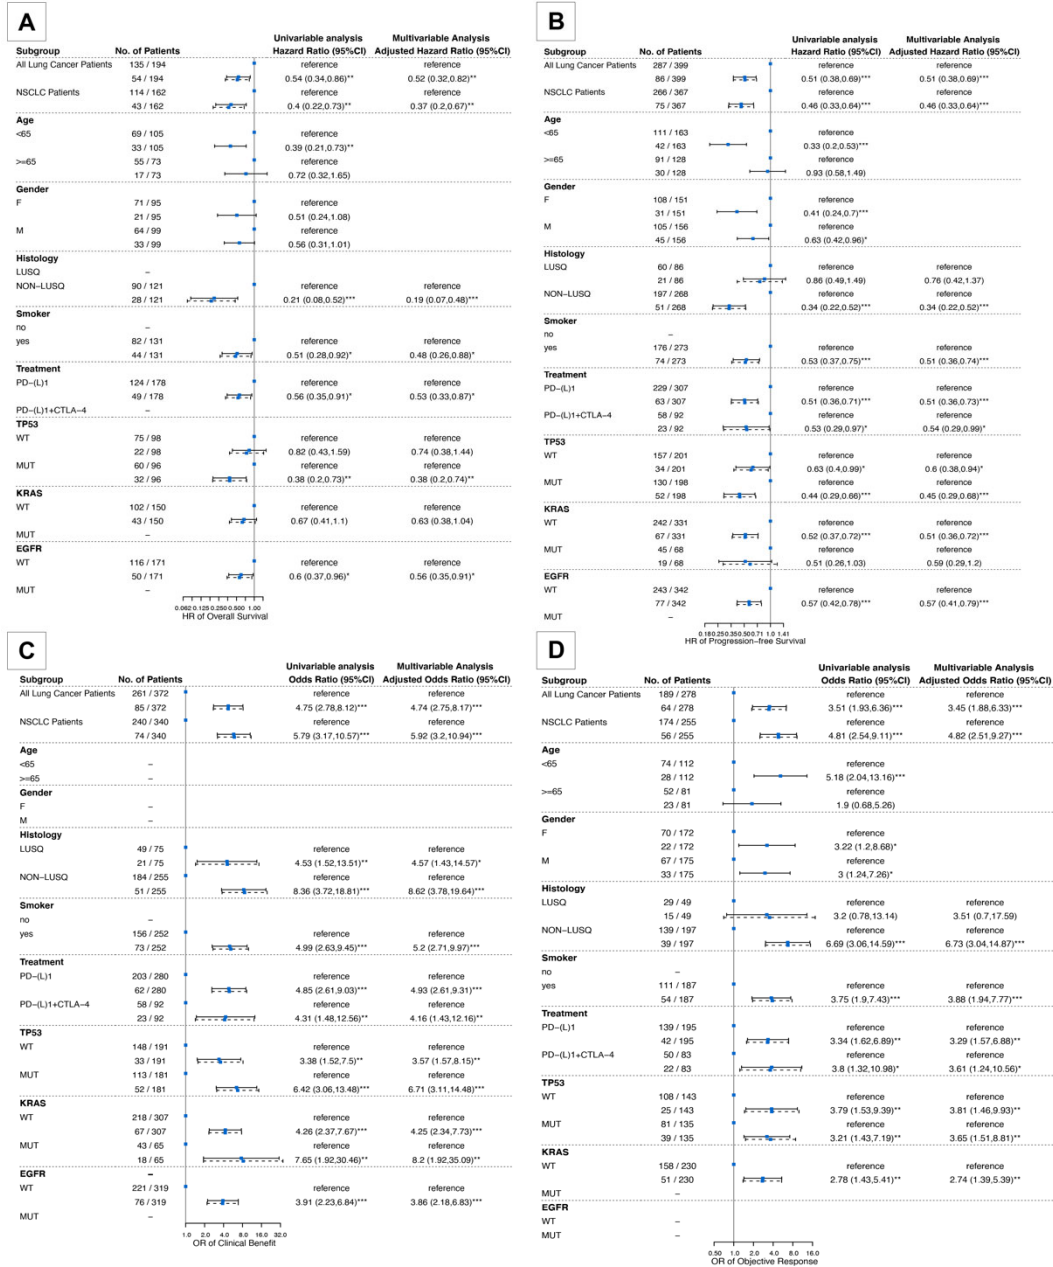 A
Univariable analysis Multivariable Analysis
Subgroup No. of Patients Hazard Ratio (95%CI) Adjusted Hazard Ratio (95%CI)
All Lung Cancer Patients 135 / 194 reference reference
54 / 194 0.54 (0.34,0.86)** 0.52 (0.32,0.82)**
NSCLC Patients 114 / 162 reference reference
43 / 162 0.4 (0.22,0.73)** 0.37 (0.2,0.67)**
Age
<65 69 / 105 reference
33 / 105 0.39 (0.21,0.73)**
>=65 55 / 73 reference
17 / 73 0.72 (0.32,1.65)
Gender
F 71 / 95 reference
21 / 95 0.51 (0.24,1.08)
M 64 / 99 reference
33 / 99 0.56 (0.31,1.01)
Histology
LUSQ –
NON−LUSQ 90 / 121 reference reference
28 / 121 0.21 (0.08,0.52)*** 0.19 (0.07,0.48)***
Smoker
no –
yes 82 / 131 reference reference
44 / 131 0.51 (0.28,0.92)* 0.48 (0.26,0.88)*
Treatment
PD−(L)1 124 / 178 reference reference
49 / 178 0.56 (0.35,0.91)* 0.53 (0.33,0.87)*
PD−(L)1+CTLA−4 –
TP53
WT 75 / 98 reference reference
22 / 98 0.82 (0.43,1.59) 0.74 (0.38,1.44)
MUT 60 / 96 reference reference
32 / 96 0.38 (0.2,0.73)** 0.38 (0.2,0.74)**
KRAS
WT 102 / 150 reference reference
43 / 150 0.67 (0.41,1.1) 0.63 (0.38,1.04)
MUT –
EGFR
WT 116 / 171 reference reference
50 / 171 0.6 (0.37,0.96)* 0.56 (0.35,0.91)*
MUT –
0.062 0.125 0.250 0.500 1.00
HR of Overall Survival
B
Univariable analysis Multivariable Analysis
Subgroup No. of Patients Hazard Ratio (95%CI) Adjusted Hazard Ratio (95%CI)
All Lung Cancer Patients 287 / 399 reference reference
86 / 399 0.51 (0.38,0.69)*** 0.51 (0.38,0.69)***
NSCLC Patients 266 / 367 reference reference
75 / 367 0.46 (0.33,0.64)*** 0.46 (0.33,0.64)***
Age
<65 111 / 163 reference
42 / 163 0.33 (0.2,0.53)***
>=65 91 / 128 reference
30 / 128 0.93 (0.58,1.49)
Gender
F 108 / 151 reference
31 / 151 0.41 (0.24,0.7)***
M 105 / 156 reference
45 / 156 0.63 (0.42,0.96)*
Histology
LUSQ 60 / 86 reference reference
21 / 86 0.86 (0.49,1.49) 0.76 (0.42,1.37)
NON−LUSQ 197 / 268 reference reference
51 / 268 0.34 (0.22,0.52)*** 0.34 (0.22,0.52)***
Smoker
no –
yes 176 / 273 reference reference
74 / 273 0.53 (0.37,0.75)*** 0.51 (0.36,0.74)***
Treatment
PD−(L)1 229 / 307 reference reference
63 / 307 0.51 (0.36,0.71)*** 0.51 (0.36,0.73)***
PD−(L)1+CTLA−4 58 / 92 reference reference
23 / 92 0.53 (0.29,0.97)* 0.54 (0.29,0.99)*
TP53
WT 157 / 201 reference reference
34 / 201 0.63 (0.4,0.99)* 0.6 (0.38,0.94)*
MUT 130 / 198 reference reference
52 / 198 0.44 (0.29,0.66)*** 0.45 (0.29,0.68)***
KRAS
WT 242 / 331 reference reference
67 / 331 0.52 (0.37,0.72)*** 0.51 (0.36,0.72)***
MUT 45 / 68 reference reference
19 / 68 0.51 (0.26,1.03) 0.59 (0.29,1.2)
EGFR
WT 243 / 342 reference reference
77 / 342 0.57 (0.42,0.78)*** 0.57 (0.41,0.79)***
MUT –
0.18 0.25 0.35 0.50 0.71 1.0 1.41
HR of Progression−free Survival
C
Univariable analysis Multivariable Analysis
Subgroup No. of Patients Odds Ratio (95%CI) Adjusted Odds Ratio (95%CI)
All Lung Cancer Patients 261 / 372 reference reference
85 / 372 4.75 (2.78,8.12)*** 4.74 (2.75,8.17)***
NSCLC Patients 240 / 340 reference reference
74 / 340 5.79 (3.17,10.57)*** 5.92 (3.2,10.94)***
Age
<65 –
>=65 –
Gender
F –
M –
Histology
LUSQ 49 / 75 reference reference
21 / 75 4.53 (1.52,13.51)** 4.57 (1.43,14.57)*
NON−LUSQ 184 / 255 reference reference
51 / 255 8.36 (3.72,18.81)*** 8.62 (3.78,19.64)***
Smoker
no –
yes 156 / 252 reference reference
73 / 252 4.99 (2.63,9.45)*** 5.2 (2.71,9.97)***
Treatment
PD−(L)1 203 / 280 reference reference
62 / 280 4.85 (2.61,9.03)*** 4.93 (2.61,9.31)***
PD−(L)1+CTLA−4 58 / 92 reference reference
23 / 92 4.31 (1.48,12.56)** 4.16 (1.43,12.16)**
TP53
WT 148 / 191 reference reference
33 / 191 3.38 (1.52,7.5)** 3.57 (1.57,8.15)**
MUT 113 / 181 reference reference
52 / 181 6.42 (3.06,13.48)*** 6.71 (3.11,14.48)***
KRAS
WT 218 / 307 reference reference
67 / 307 4.26 (2.37,7.67)*** 4.25 (2.34,7.73)***
MUT 43 / 65 reference reference
18 / 65 7.65 (1.92,30.46)** 8.2 (1.92,35.09)**
EGFR –
WT 221 / 319 reference reference
76 / 319 3.91 (2.23,6.84)*** 3.86 (2.18,6.83)***
MUT –
1.0 2.0 4.0 8.0 16.0 32.0
OR of Clinical Benefit
D
Univariable analysis Multivariable Analysis
Subgroup No. of Patients Odds Ratio (95%CI) Adjusted Odds Ratio (95%CI)
All Lung Cancer Patients 189 / 278 reference reference
64 / 278 3.51 (1.93,6.36)*** 3.45 (1.88,6.33)***
NSCLC Patients 174 / 255 reference reference
56 / 255 4.81 (2.54,9.11)*** 4.82 (2.51,9.27)***
Age
<65 74 / 112 reference
28 / 112 5.18 (2.04,13.16)***
>=65 52 / 81 reference
23 / 81 1.9 (0.68,5.26)
Gender
F 70 / 172 reference
22 / 172 3.22 (1.2,8.68)*
M 67 / 175 reference
33 / 175 3 (1.24,7.26)*
Histology
LUSQ 29 / 49 reference reference
15 / 49 3.2 (0.78,13.14) 3.51 (0.7,17.59)
NON−LUSQ 139 / 197 reference reference
39 / 197 6.69 (3.06,14.59)*** 6.73 (3.04,14.87)***
Smoker
no –
yes 111 / 187 reference reference
54 / 187 3.75 (1.9,7.43)*** 3.88 (1.94,7.77)***
Treatment
PD−(L)1 139 / 195 reference reference
42 / 195 3.34 (1.62,6.89)** 3.29 (1.57,6.88)**
PD−(L)1+CTLA−4 50 / 83 reference reference
22 / 83 3.8 (1.32,10.98)* 3.61 (1.24,10.56)*
TP53
WT 108 / 143 reference reference
25 / 143 3.79 (1.53,9.39)** 3.81 (1.46,9.93)**
MUT 81 / 135 reference reference
39 / 135 3.21 (1.43,7.19)** 3.65 (1.51,8.81)**
KRAS
WT 158 / 230 reference reference
51 / 230 2.78 (1.43,5.41)** 2.74 (1.39,5.39)**
MUT –
EGFR
WT –
MUT –
0.50 1.0 2.0 4.0 8.0 16.0
OR of Objective Response